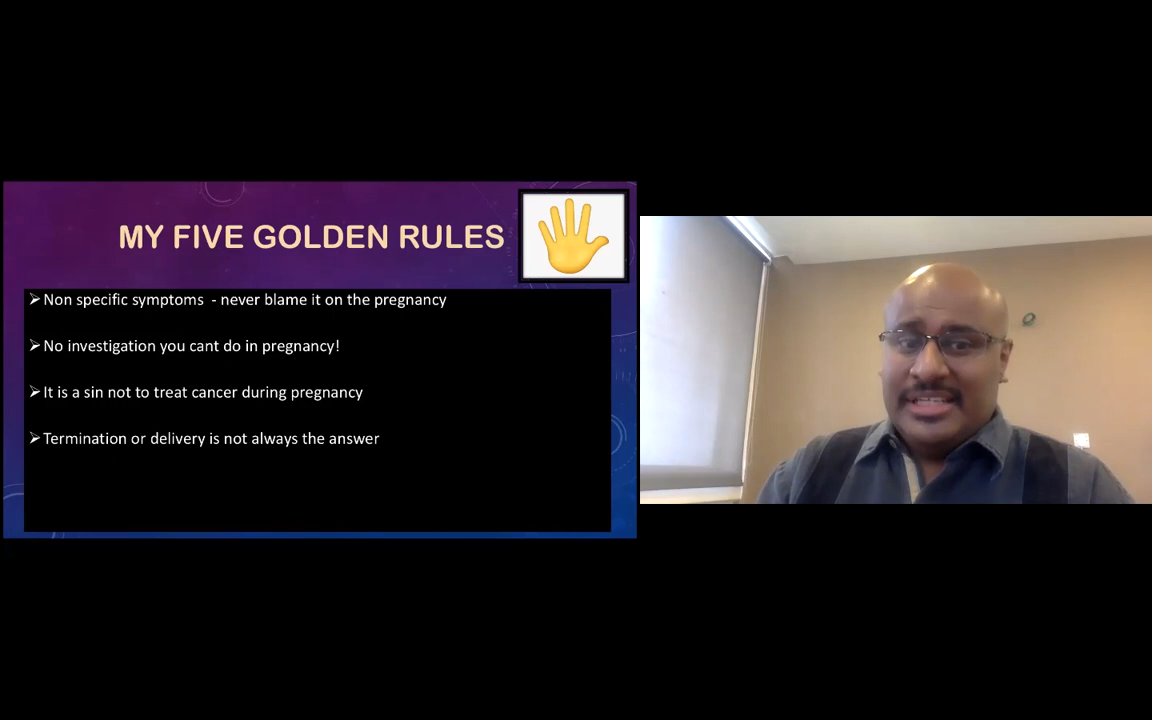 MY FIVE GOLDEN RULES
➢Non specific symptoms - never blame it on the pregnancy
➢No investigation you cant do in pregnancy!
➢It is a sin not to treat cancer during pregnancy
➢Termination or delivery is not always the answer